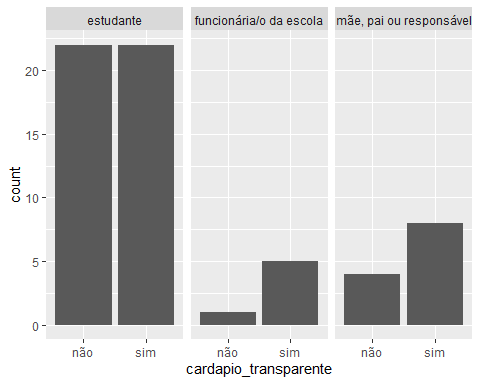 estudante
funcionária/o da escola
mãe, pai ou responsável
count
20
15
10
5
0
não sim
não sim
não sim
cardapio_transparente